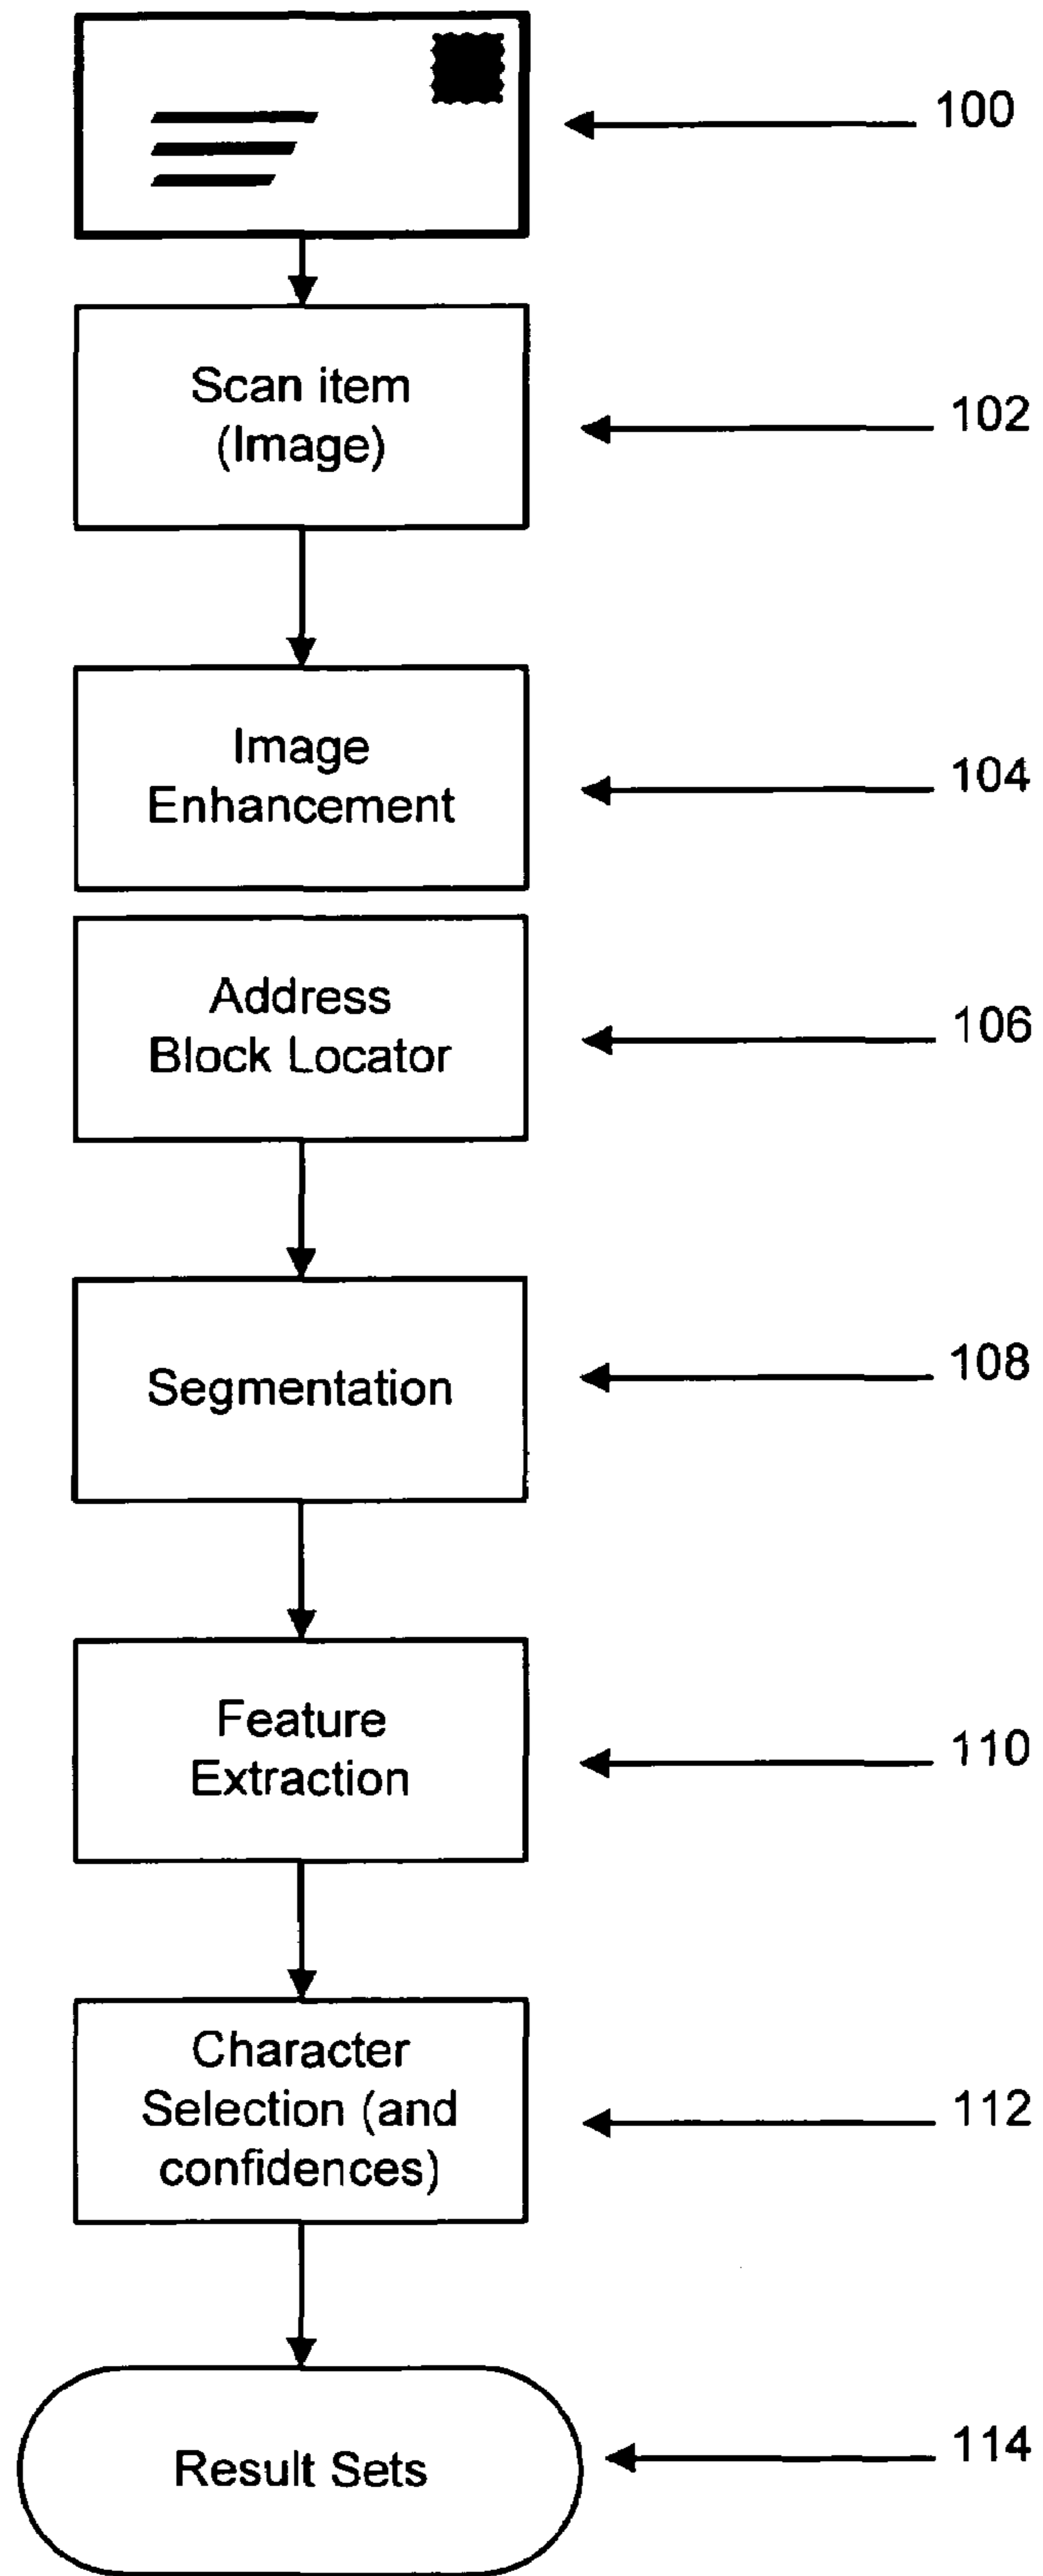 100
Scan item
(Image)
102
Image
Enhancement
104
Address
Block Locator
106
Segmentation
108
Feature
Extraction
110
Character
Selection (and
confidences)
112
Result Sets
114